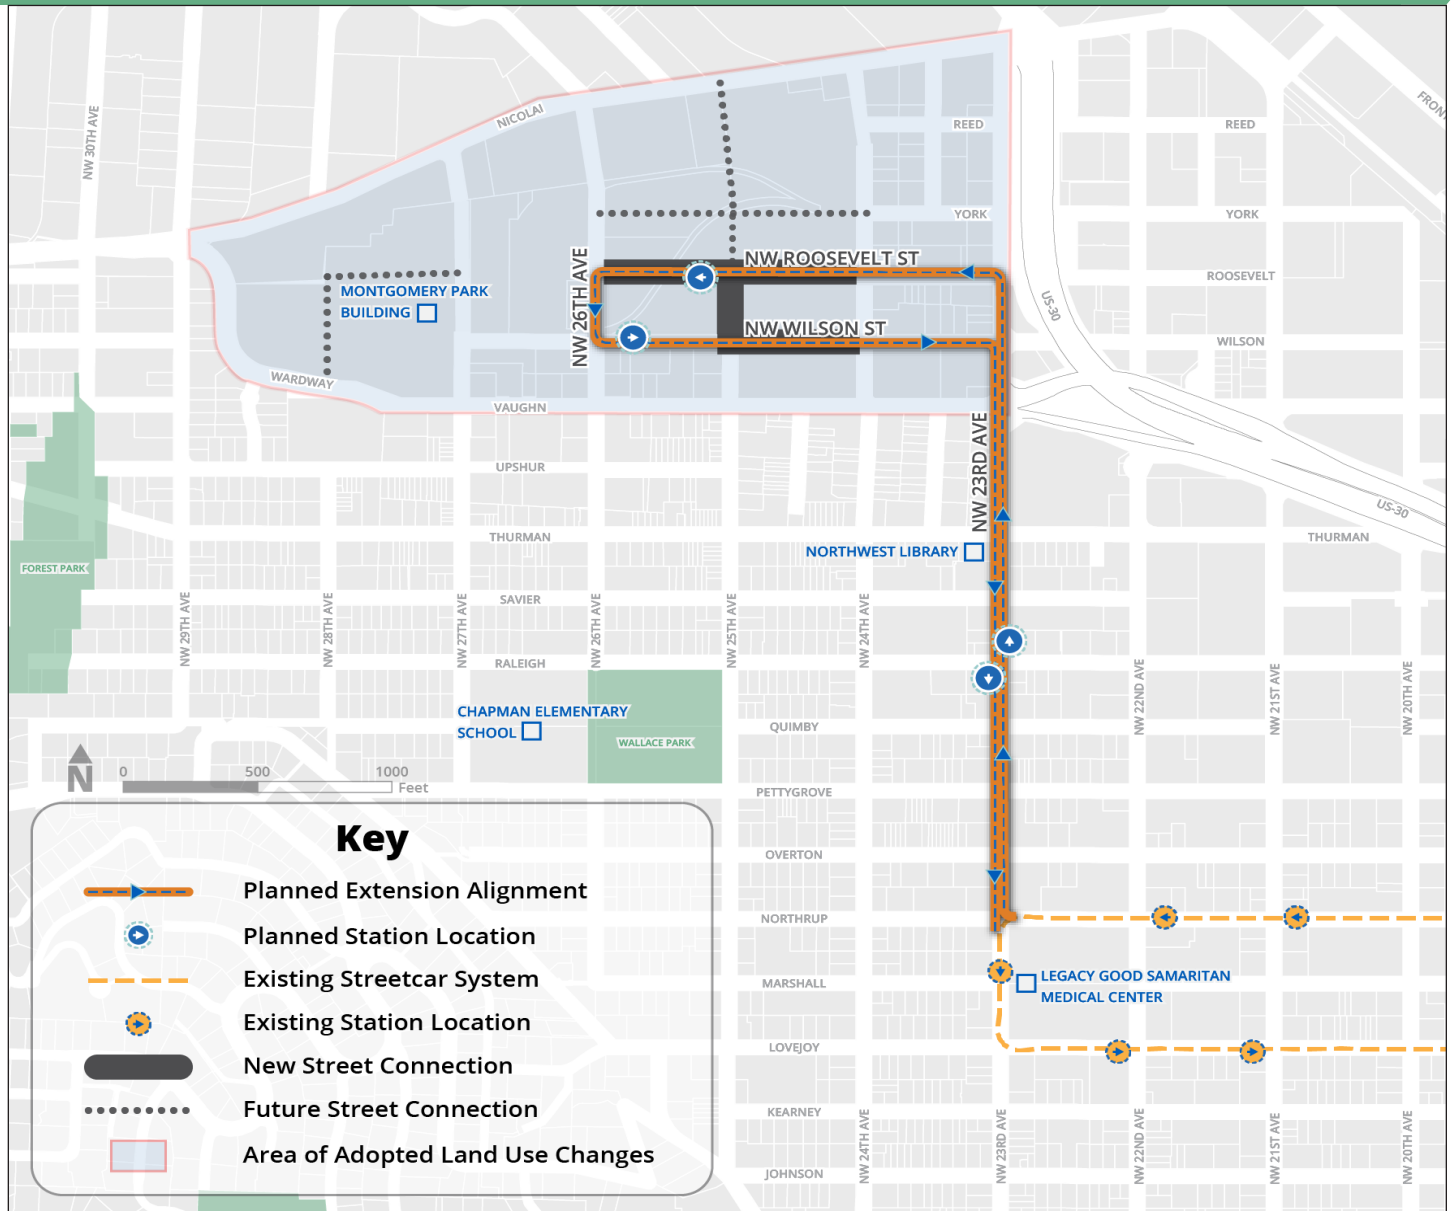 NW 30TH AVE
NICOLAI
REED
REED
FRON
YORK
YORK
NW ROOSEVELT ST
ROOSEVELT
NW 26TH AVE
MONTGOMERY PARK
BUILDING
US-30
NW WILSON ST
WILSON
WARDWAY
VAUGHN
NW 23RD AVE
UPSHUR
US-30
THURMAN
THURMAN
NORTHWEST LIBRARY
FOREST PARK
SAVIER
NW 29TH AVE
NW 28TH AVE
NW 27TH AVE
NW 26TH AVE
NW 25TH AVE
NW 24TH AVE
RALEIGH
NW 22ND AVE
NW 21ST AVE
NW 20TH AVE
CHAPMAN ELEMENTARY
SCHOOL
QUIMBY
WALLACE PARK
N
0 500 1000
Feet
PETTYGROVE
Key
Planned Extension Alignment
Planned Station Location
Existing Streetcar System
Existing Station Location
New Street Connection
Future Street Connection
Area of Adopted Land Use Changes
OVERTON
NORTHRUP
LEGACY GOOD SAMARITAN
MEDICAL CENTER
MARSHALL
LOVEJOY
KEARNEY
NW 24TH AVE
NW 23RD AVE
NW 22ND AVE
NW 21ST AVE
NW 20TH AVE
JOHNSON